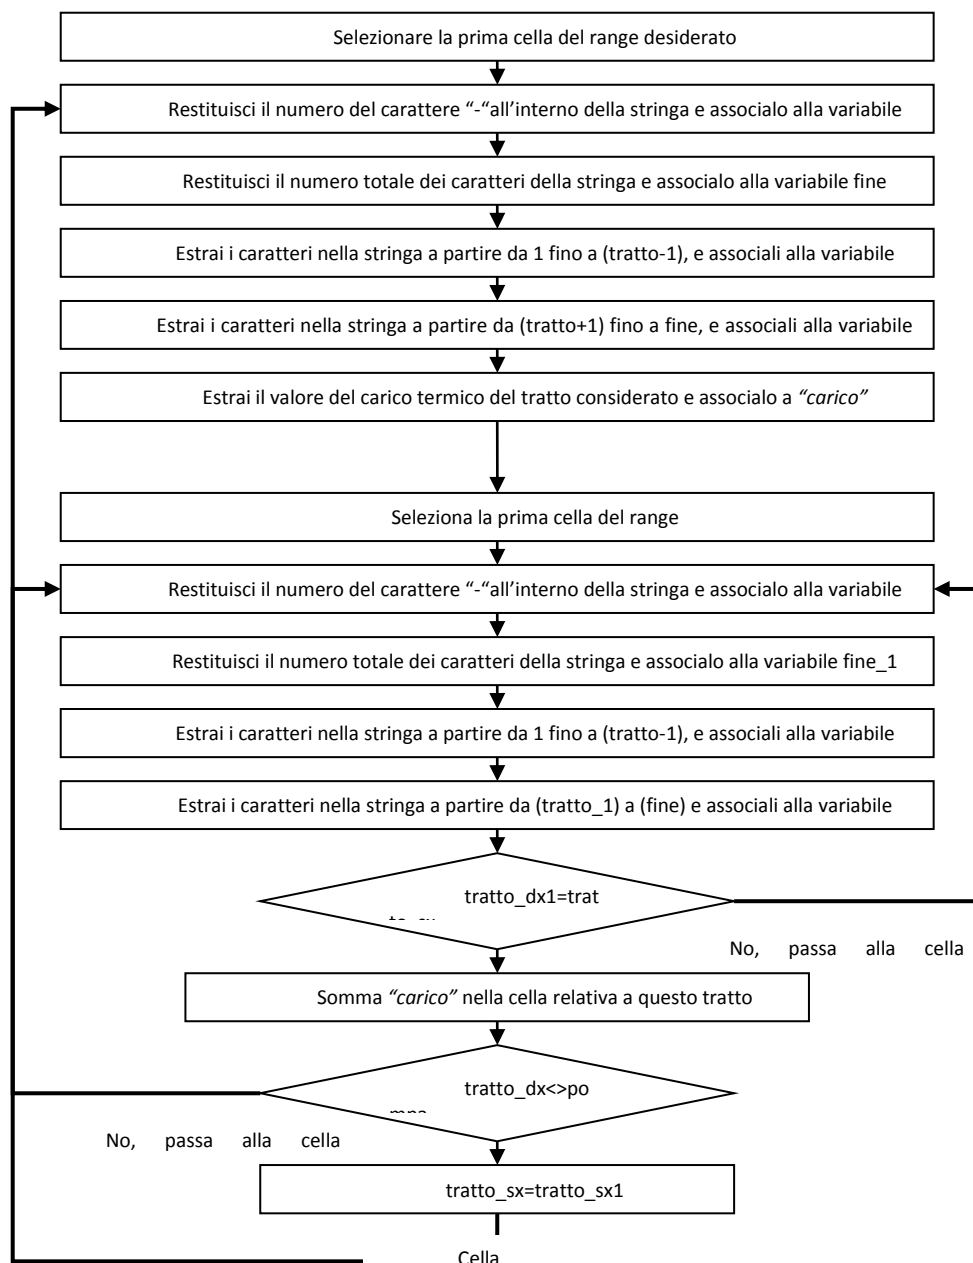 Selezionare la prima cella del range desiderato
Restituisci il numero del carattere “-“all’interno della stringa e associalo alla variabile
Restituisci il numero totale dei caratteri della stringa e associalo alla variabile fine
Estrai i caratteri nella stringa a partire da 1 fino a (tratto-1), e associali alla variabile
Estrai i caratteri nella stringa a partire da (tratto+1) fino a fine, e associali alla variabile
Estrai il valore del carico termico del tratto considerato e associalo a “carico”
Seleziona la prima cella del range
Restituisci il numero del carattere “-“all’interno della stringa e associalo alla variabile
Restituisci il numero totale dei caratteri della stringa e associalo alla variabile fine_1
Estrai i caratteri nella stringa a partire da 1 fino a (tratto-1), e associali alla variabile
Estrai i caratteri nella stringa a partire da (tratto_1) a (fine) e associali alla variabile
tratto_dx1=trat
No, passa alla cella
Somma “carico” nella cella relativa a questo tratto
tratto_dx<>po
No, passa alla cella
tratto_sx=tratto_sx1
Cella